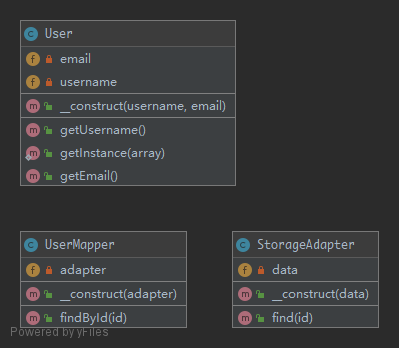 User
email
username
__construct(username, email)
getUsername()
getInstance(array)
getEmail()
UserMapper
adapter
__construct(adapter)
findById(id)
StorageAdapter
data
__construct(data)
find(id)
Powered by yFiles